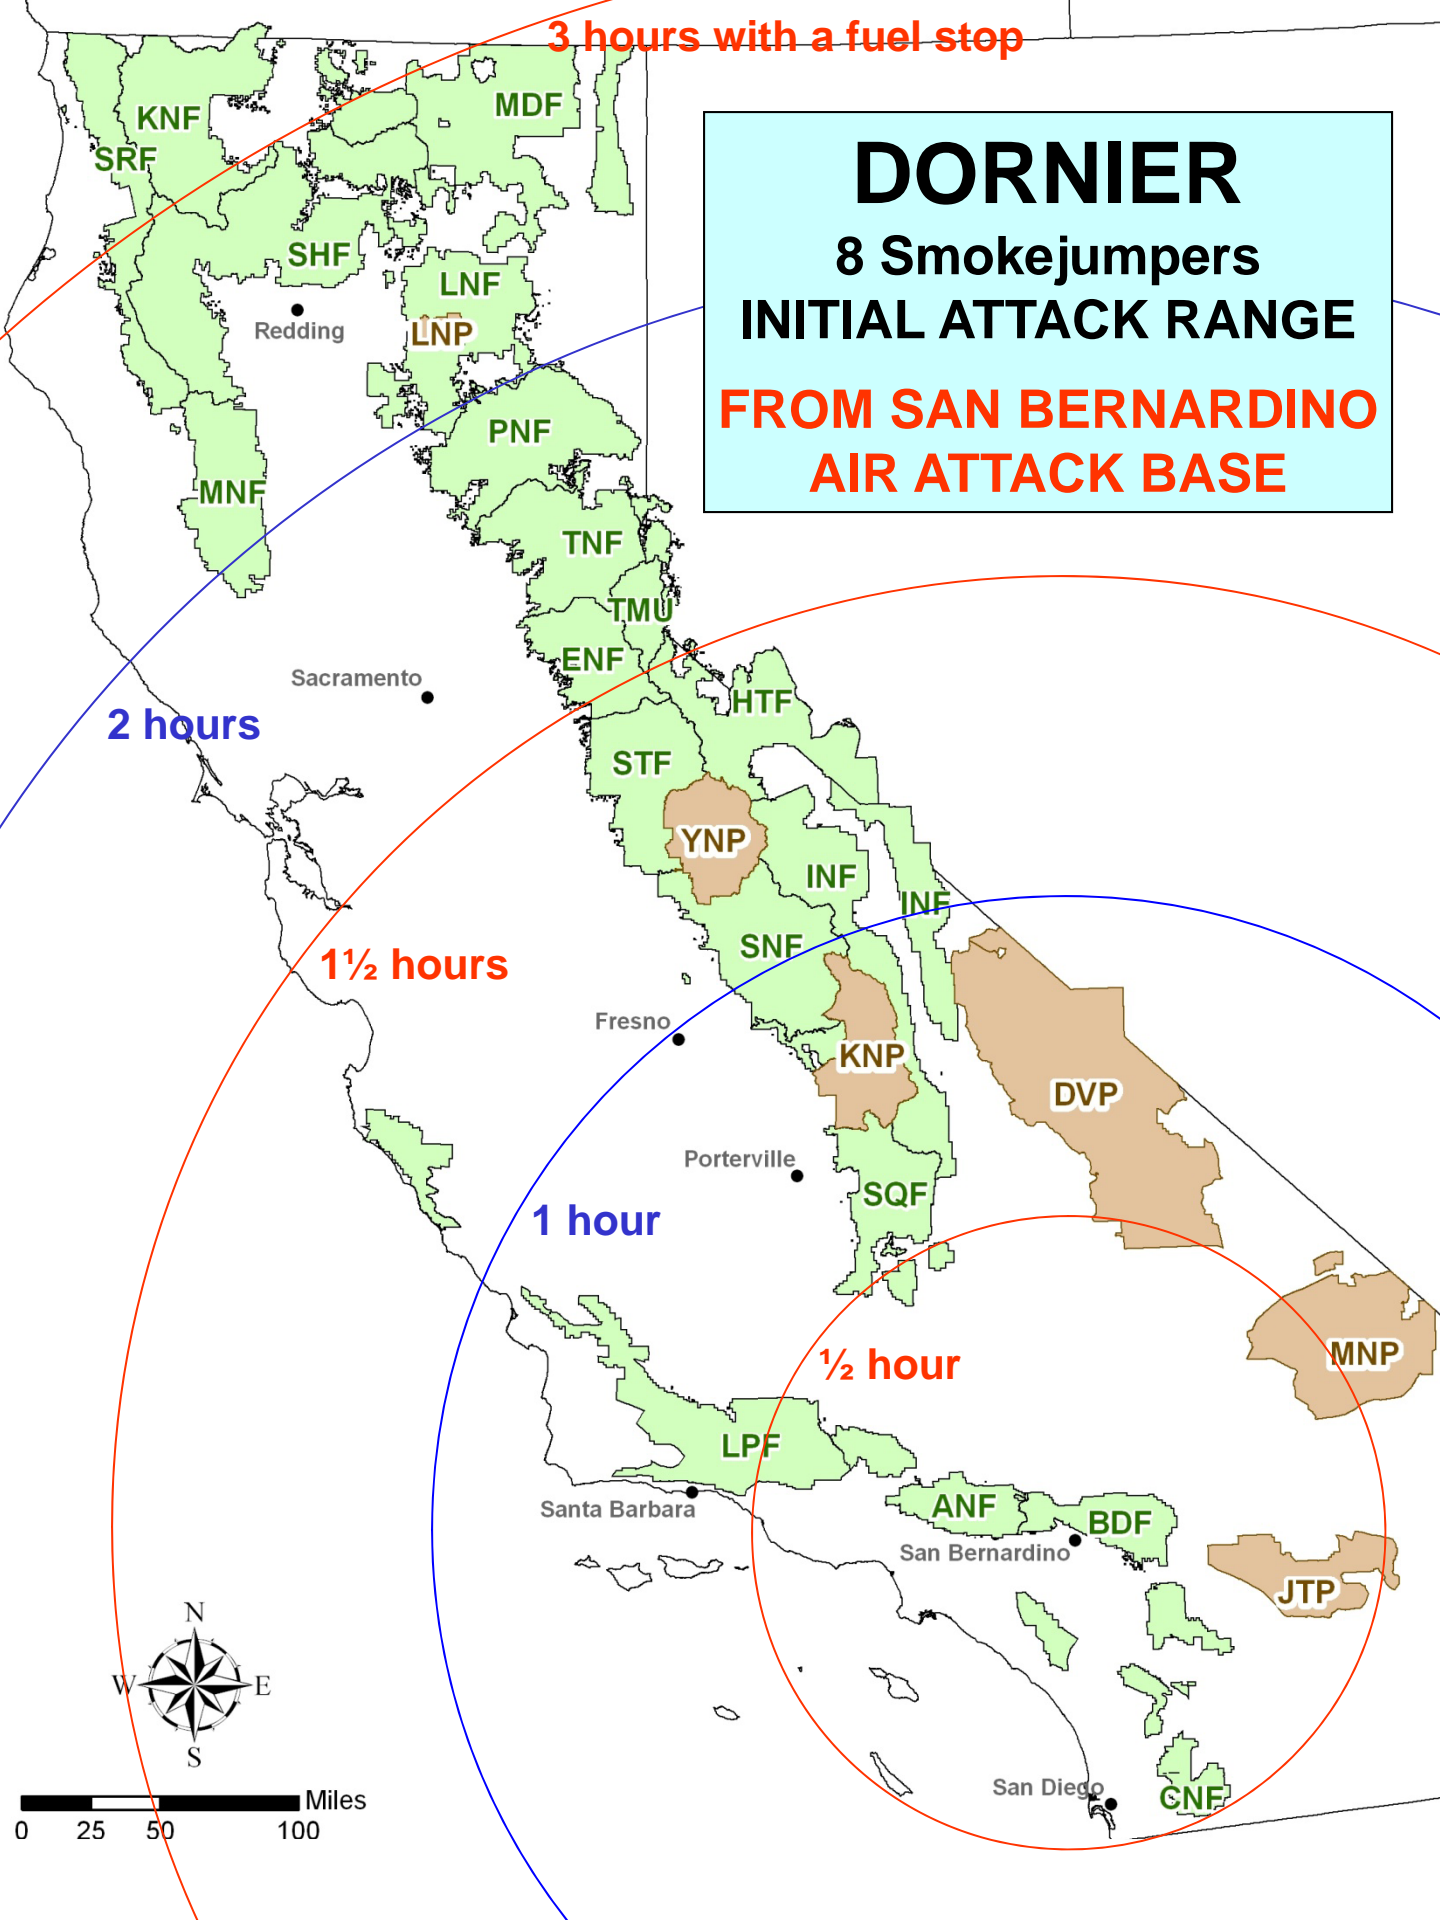 3 hours with a fuel stop
MDF
KNF
SRF
DORNIER
8 Smokejumpers
INITIAL ATTACK RANGE
FROM SAN BERNARDINO
AIR ATTACK BASE
SHF
LNF
Redding
LNP
PNF
MNF
TNF
TMU
ENF
Sacramento
HTF
2 hours
STF
YNP
INF
INF
SNF
1½ hours
Fresno
KNP
DVP
Porterville
SQF
1 hour
MNP
½ hour
LPF
Santa Barbara
ANF
BDF
San Bernardino
JTP
N
W
E
S
San Diego
CNF
Miles
0 25 50 100